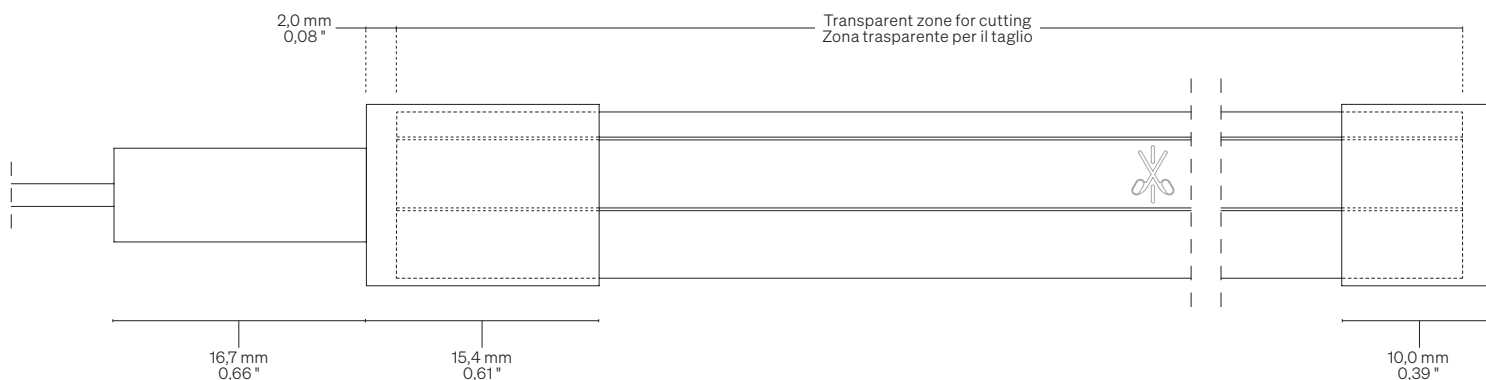 2,0 mm
0,08 "
Transparent zone for cutting
Zona trasparente per il taglio
16,7 mm
0,66 "
15,4 mm
0,61 "
10,0 mm
0,39 "